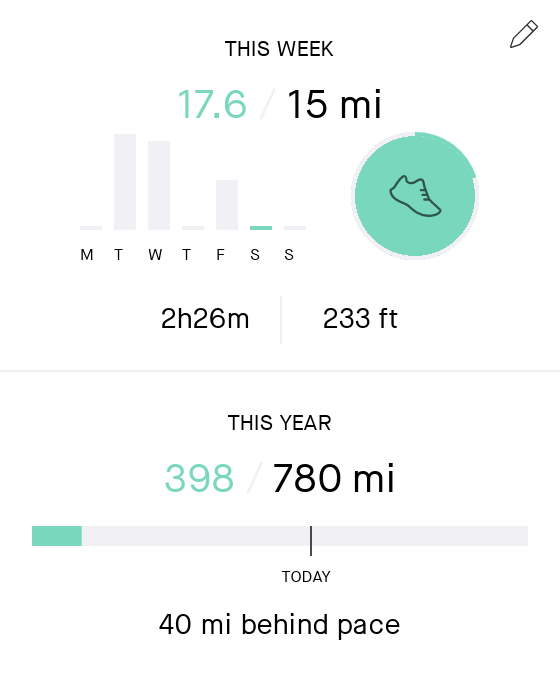 THIS WEEK
17.6 / 15 mi
M T W T F S S
2h26m 233 ft
THIS YEAR
398 / 780 mi
TODAY
40 mi behind pace